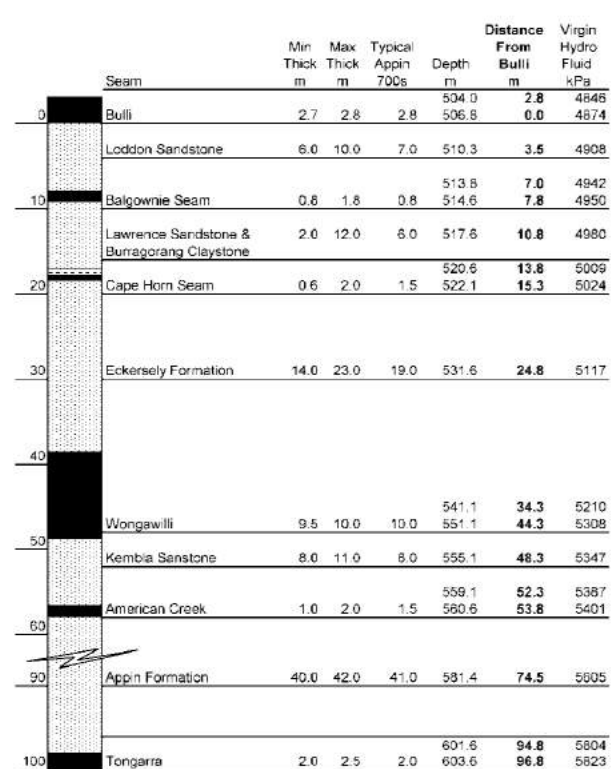 Distance Virgin
Min Max Typical From Hydro
Thick Thick Appin Depth Bulli Fluid
Seam m m 700s m m kPa
504.0 2.8 4846
0 Bulli 2.7 2.8 2.8 506.8 0.0 4874
Loddon Sandstone 6.0 10.0 7.0 510.3 3.5 4908
513.8 7.0 4942
10 Balgownie Seam 0.8 1.8 0.8 514.6 7.8 4950
Lawrence Sandstone & 2.0 12.0 6.0 517.6 10.8 4980
Burragorang Claystone
520.6 13.8 5009
20 Cape Horn Seam 0.6 2.0 1.5 522.1 15.3 5024
30 Eckersely Formation 14.0 23.0 19.0 531.6 24.8 5117
40
541.1 34.3 5210
Wongawilli 9.5 10.0 10.0 551.1 44.3 5308
50
Kembla Sanstone 8.0 11.0 8.0 555.1 48.3 5347
559.1 52.3 5387
American Creek 1.0 2.0 1.5 560.6 53.8 5401
60
90 Appin Formation 40.0 42.0 41.0 581.4 74.5 5605
601.6 94.8 5804
100 Tongarra 2.0 2.5 2.0 603.6 96.8 5823